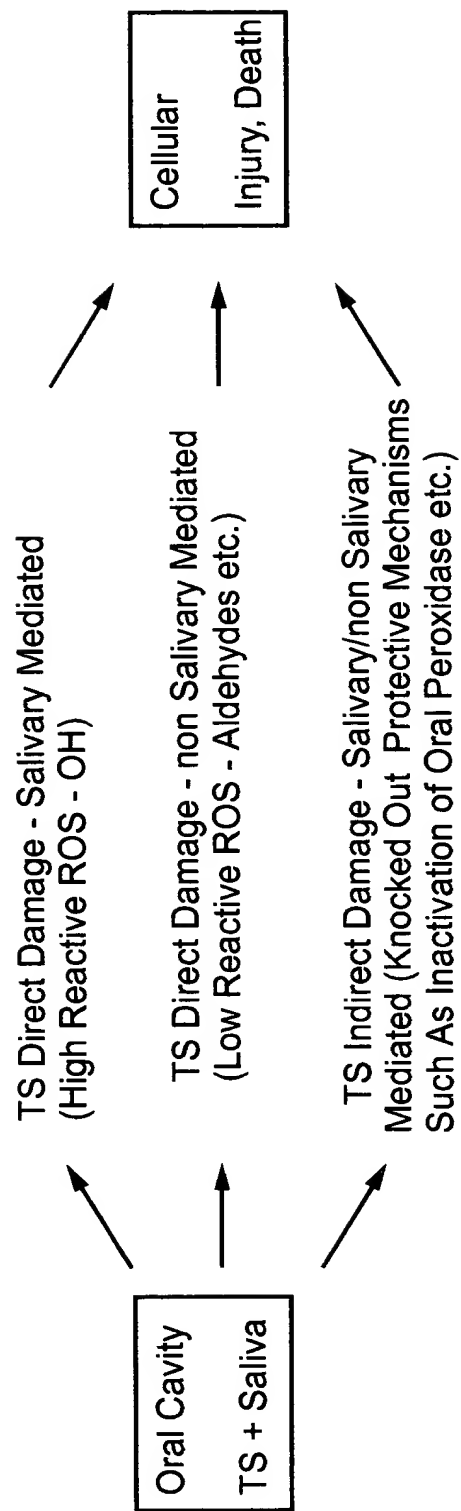 Oral Cavity
TS + Saliva
TS Direct Damage - Salivary Mediated
(High Reactive ROS - OH)
TS Direct Damage - non Salivary Mediated
(Low Reactive ROS - Aldehydes etc.)
TS Indirect Damage - Salivary/non Salivary
Mediated (Knocked Out Protective Mechanisms
Such As Inactivation of Oral Peroxidase etc.)
Cellular
Injury, Death